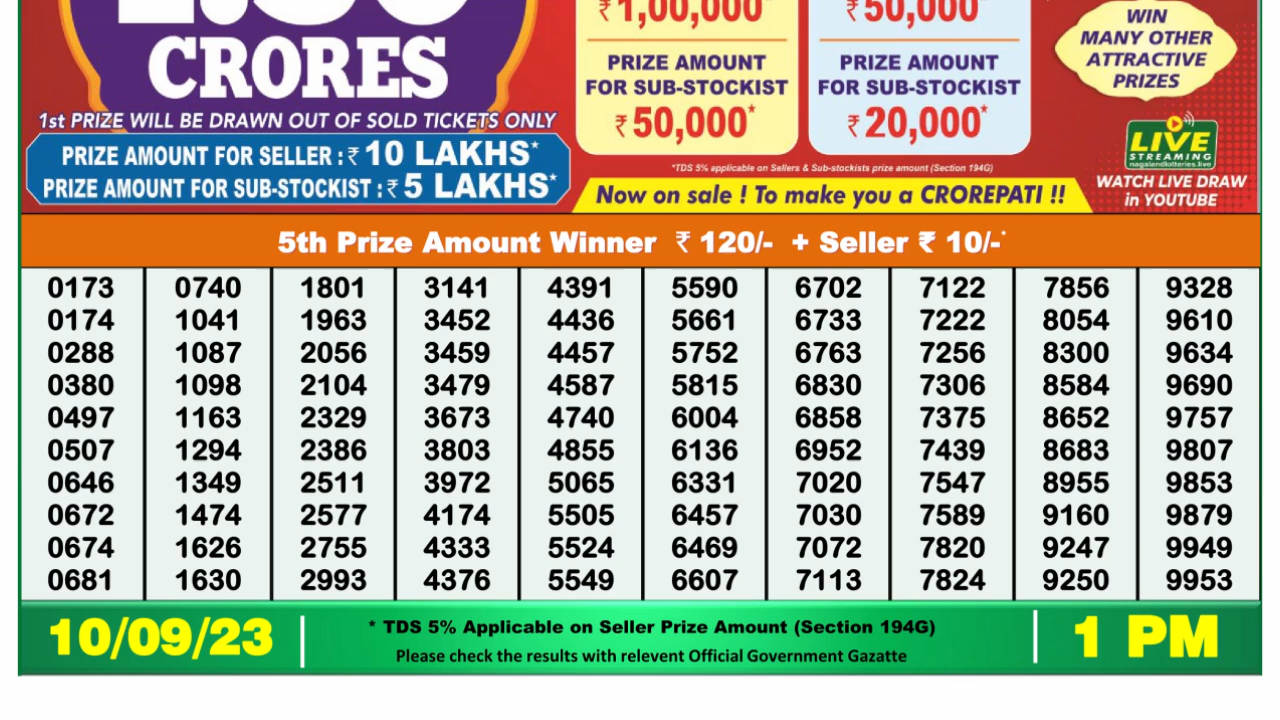 ₹1,00,000*
₹50,000*
CRORES
1st PRIZE WILL BE DRAWN OUT OF SOLD TICKETS ONLY
PRIZE AMOUNT FOR SELLER : ₹ 10 LAKHS*
PRIZE AMOUNT FOR SUB-STOCKIST : ₹ 5 LAKHS*
PRIZE AMOUNT
FOR SUB-STOCKIST
₹ 50,000*
PRIZE AMOUNT
FOR SUB-STOCKIST
₹ 20,000*
*TDS 5% applicable on Sellers & Sub-stockists prize amount (Section 194G)
Now on sale ! To make you a CROREPATI !!
WIN
MANY OTHER
ATTRACTIVE
PRIZES
LIVE
STREAMING
nagalandlotteries.live
WATCH LIVE DRAW
in YOUTUBE
5th Prize Amount Winner ₹ 120/- + Seller ₹ 10/-*
0173 0740 1801 3141 4391 5590 6702 7122 7856 9328
0174 1041 1963 3452 4436 5661 6733 7222 8054 9610
0288 1087 2056 3459 4457 5752 6763 7256 8300 9634
0380 1098 2104 3479 4587 5815 6830 7306 8584 9690
0497 1163 2329 3673 4740 6004 6858 7375 8652 9757
0507 1294 2386 3803 4855 6136 6952 7439 8683 9807
0646 1349 2511 3972 5065 6331 7020 7547 8955 9853
0672 1474 2577 4174 5505 6457 7030 7589 9160 9879
0674 1626 2755 4333 5524 6469 7072 7820 9247 9949
0681 1630 2993 4376 5549 6607 7113 7824 9250 9953
10/09/23
* TDS 5% Applicable on Seller Prize Amount (Section 194G)
Please check the results with relevent Official Government Gazatte
1 PM